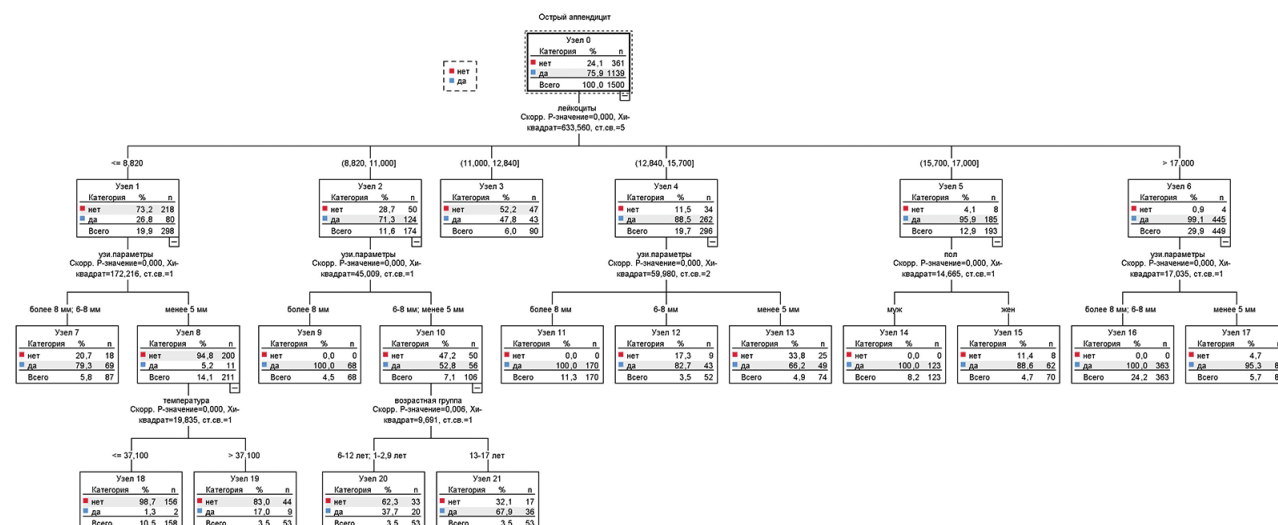 Острый аппендицит
Узел 0
Категория % n
нет 24,1 361
да 75,9 1139
Всего 100,0 1500
нет
да
лейкоциты
Скорр. P-значение=0,000, Хи-
квадрат=633,560, ст.св.=5
<= 8,820
(8,820, 11,000]
(11,000, 12,840]
(12,840, 15,700]
(15,700, 17,000]
> 17,000
Узел 1
Категория % n
нет 73,2 218
да 26,8 80
Всего 19,9 298
Узел 2
Категория % n
нет 28,7 50
да 71,3 124
Всего 11,6 174
Узел 3
Категория % n
нет 52,2 47
да 47,8 43
Всего 6,0 90
Узел 4
Категория % n
нет 11,5 34
да 88,5 262
Всего 19,7 296
Узел 5
Категория % n
нет 4,1 8
да 95,9 185
Всего 12,9 193
Узел 6
Категория % n
нет 0,9 4
да 99,1 445
Всего 29,9 449
узи.параметры
Скорр. P-значение=0,000, Хи-
квадрат=172,216, ст.св.=1
узи.параметры
Скорр. P-значение=0,000, Хи-
квадрат=45,009, ст.св.=1
узи.параметры
Скорр. P-значение=0,000, Хи-
квадрат=59,980, ст.св.=2
пол
Скорр. P-значение=0,000, Хи-
квадрат=14,665, ст.св.=1
узи.параметры
Скорр. P-значение=0,000, Хи-
квадрат=17,035, ст.св.=1
более 8 мм; 6-8 мм
менее 5 мм
более 8 мм
6-8 мм; менее 5 мм
более 8 мм
6-8 мм
менее 5 мм
муж
жен
более 8 мм; 6-8 мм
менее 5 мм
Узел 7
Категория % n
нет 20,7 18
да 79,3 69
Всего 5,8 87
Узел 8
Категория % n
нет 94,8 200
да 5,2 11
Всего 14,1 211
Узел 9
Категория % n
нет 0,0 0
да 100,0 68
Всего 4,5 68
Узел 10
Категория % n
нет 47,2 50
да 52,8 56
Всего 7,1 106
Узел 11
Категория % n
нет 0,0 0
да 100,0 170
Всего 11,3 170
Узел 12
Категория % n
нет 17,3 9
да 82,7 43
Всего 3,5 52
Узел 13
Категория % n
нет 33,8 25
да 66,2 49
Всего 4,9 74
Узел 14
Категория % n
нет 0,0 0
да 100,0 123
Всего 8,2 123
Узел 15
Категория % n
нет 11,4 8
да 88,6 62
Всего 4,7 70
Узел 16
Категория % n
нет 0,0 0
да 100,0 363
Всего 24,2 363
Узел 17
Категория %
нет 4,7
да 95,3 8
Всего 5,7 8
температура
Скорр. P-значение=0,000, Хи-
квадрат=19,835, ст.св.=1
возрастная группа
Скорр. P-значение=0,006, Хи-
квадрат=9,691, ст.св.=1
<= 37,100
> 37,100
6-12 лет; 1-2,9 лет
13-17 лет
Узел 18
Категория % n
нет 98,7 156
да 1,3 2
Всего 10,5 158
Узел 19
Категория % n
нет 83,0 44
да 17,0 9
Всего 3,5 53
Узел 20
Категория % n
нет 62,3 33
да 37,7 20
Всего 3,5 53
Узел 21
Категория % n
нет 32,1 17
да 67,9 36
Всего 3,5 53